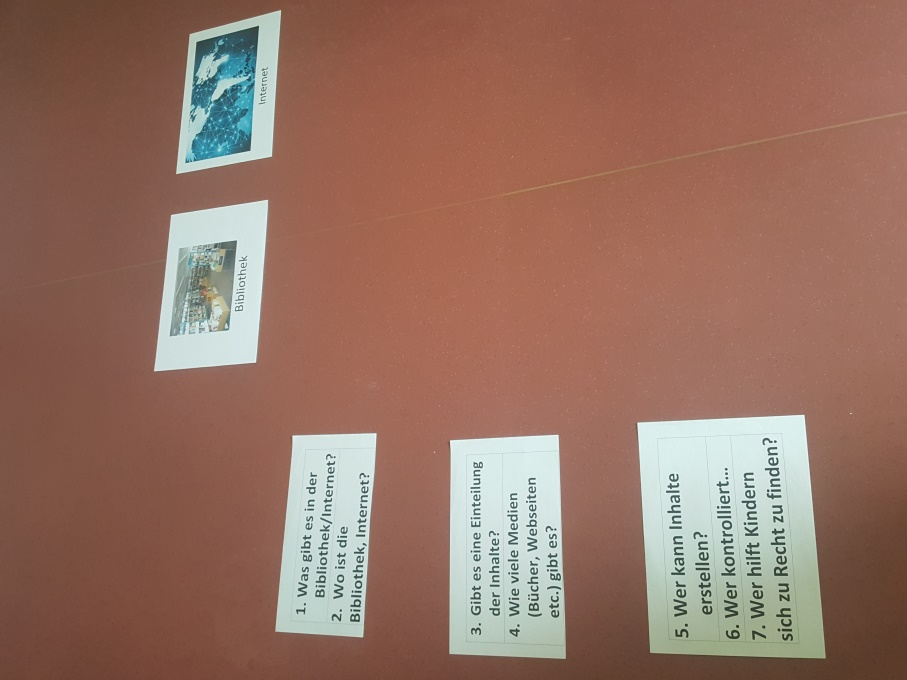 Bibliothek
Internet
1. Was gibt es in der
Bibliothek/Internet?
2. Wo ist die
Bibliothek, Internet?
3. Gibt es eine Einteilung
der Inhalte?
4. Wie viele Medien
(Bücher, Webseiten
etc.) gibt es?
5. Wer kann Inhalte
erstellen?
6. Wer kontrolliert...
7. Wer hilft Kindern
sich zu Recht zu finden?